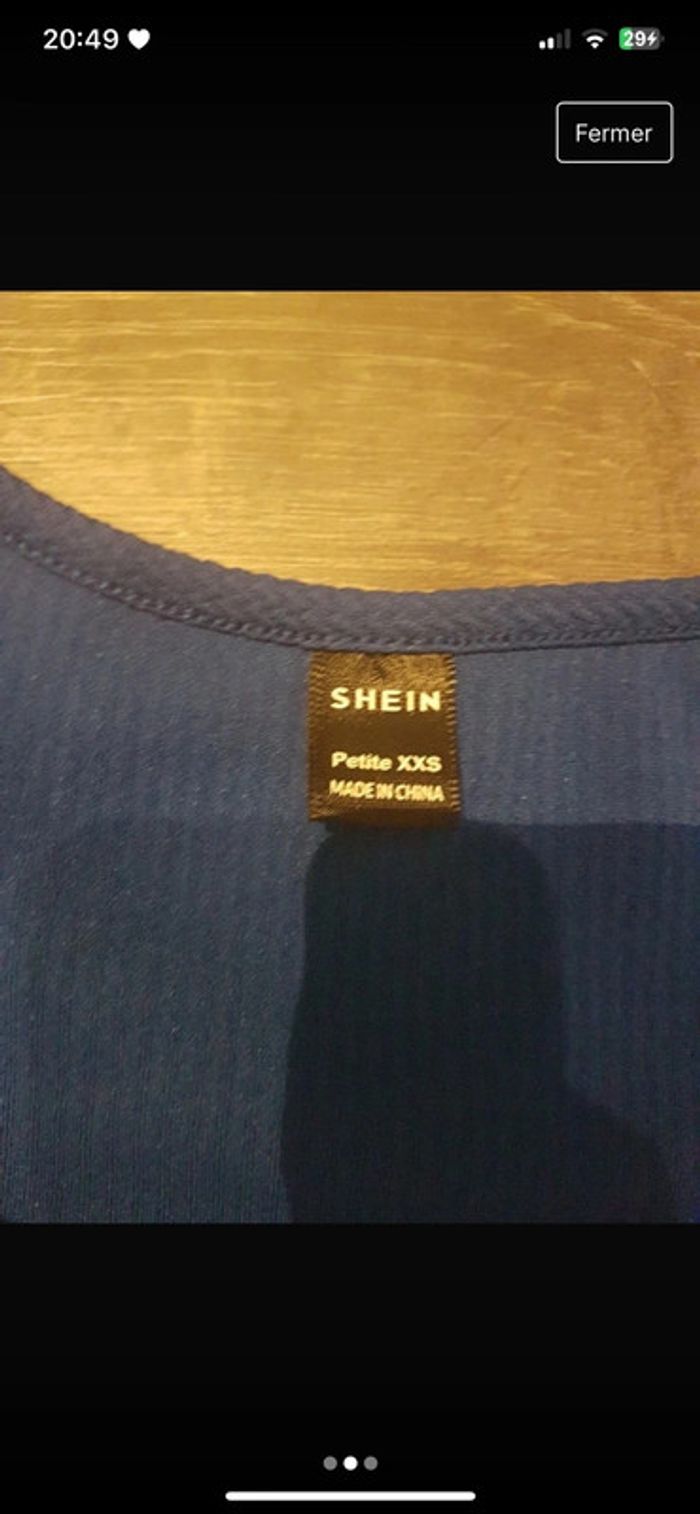 20:49
29
Fermer
SHEIN
Petite XXS
MADE IN CHINA